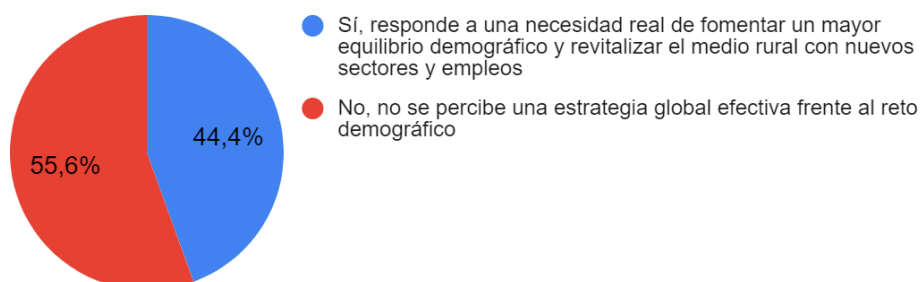 Sí, responde a una necesidad real de fomentar un mayor
equilibrio demográfico y revitalizar el medio rural con nuevos
sectores y empleos
No, no se percibe una estrategia global efectiva frente al reto
demográfico
44,4%
55,6%